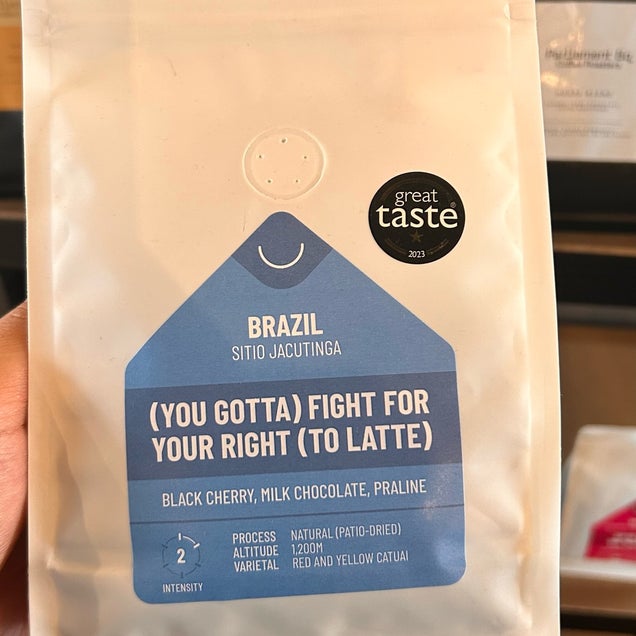 great
taste®
2023
BRAZIL
SITIO JACUTINGA
(YOU GOTTA) FIGHT FOR
YOUR RIGHT (TO LATTE)
BLACK CHERRY, MILK CHOCOLATE, PRALINE
2
INTENSITY
PROCESS NATURAL (PATIO-DRIED)
ALTITUDE 1,200M
VARIETAL RED AND YELLOW CATUAI